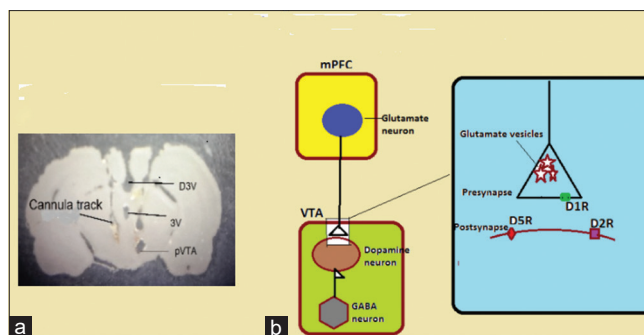 D3V
Cannula track
3V
pVTA
a
mPFC
Glutamate
neuron
VTA
Dopamine
neuron
GABA
neuron
Glutamate vesicles
Presynapse
D1R
Postsynapse
D5R
D2R
b